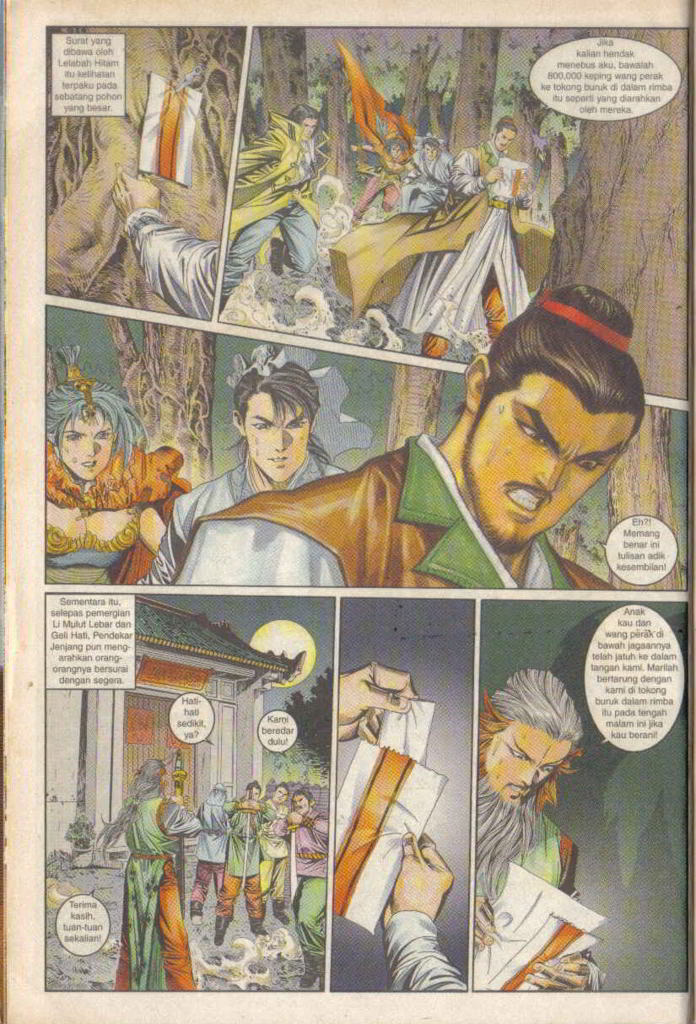 Surat yang
dibawa oleh
Lelabah Hitam
itu kelihatan
terpaku pada
sebatang pohon
yang besar.
Jika
kalian hendak
menebus aku, bawalah
800,000 keping wang perak
ke tokong buruk di dalam rimba
itu seperti yang diarahkan
oleh mereka.
Eh?!
Memang
benar ini
tulisan adik
kesembilan!
Sementara itu,
selepas pemergian
Li Mulut Lebar dan
Geli Hati, Pendekar
Jenjang pun meng-
arahkan orang-
orangnya bersurai
dengan segera.
Hati-
hati
sedikit,
ya?
Kami
beredar
dulu!
Terima
kasih,
tuan-tuan
sekalian!
Anak
kau dan
wang perak di
bawah jagaannya
telah jatuh ke dalam
tangan kami. Marilah
bertarung dengan
kami di tokong
buruk dalam rimba
itu pada tengah
malam ini jika
kau berani!